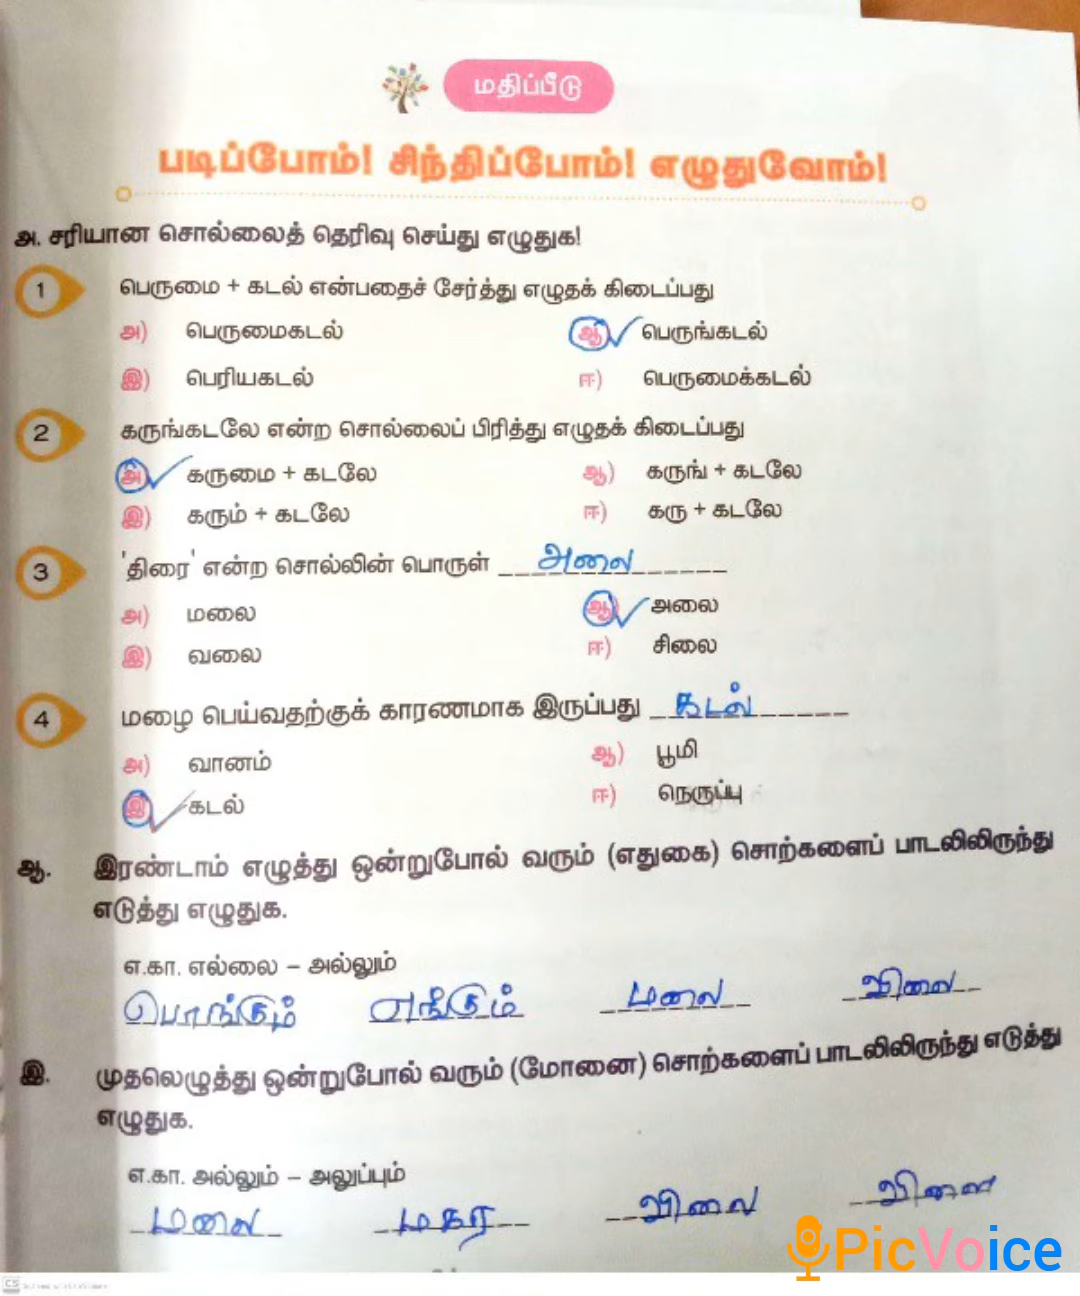 மதிப்பீடு
படிப்போம்! சிந்திப்போம்! எழுதுவோம்!
அ. சரியான சொல்லைத் தெரிவு செய்து எழுதுக!
1 பெருமை + கடல் என்பதைச் சேர்த்து எழுதக் கிடைப்பது
அ) பெருமைகடல் ஆ) பெருங்கடல்
இ) பெரியகடல் ஈ) பெருமைக்கடல்
2 கருங்கடலே என்ற சொல்லைப் பிரித்து எழுதக் கிடைப்பது
அ) கருமை + கடலே ஆ) கருங் + கடலே
இ) கரும் + கடலே ஈ) கரு + கடலே
3 'திரை' என்ற சொல்லின் பொருள் அலை
அ) மலை ஆ) அலை
இ) வலை ஈ) சிலை
4 மழை பெய்வதற்குக் காரணமாக இருப்பது கடல்
அ) வானம் ஆ) பூமி
இ) கடல் ஈ) நெருப்பு
ஆ. இரண்டாம் எழுத்து ஒன்றுபோல் வரும் (எதுகை) சொற்களைப் பாடலிலிருந்து
எடுத்து எழுதுக.
எ.கா. எல்லை – அல்லும்
பொங்கும் எங்கும் மலை விலை
இ. முதலெழுத்து ஒன்றுபோல் வரும் (மோனை) சொற்களைப் பாடலிலிருந்து எடுத்து
எழுதுக.
எ.கா. அல்லும் – அலுப்பும்
மலை மகர விலை விளை
PicVoice